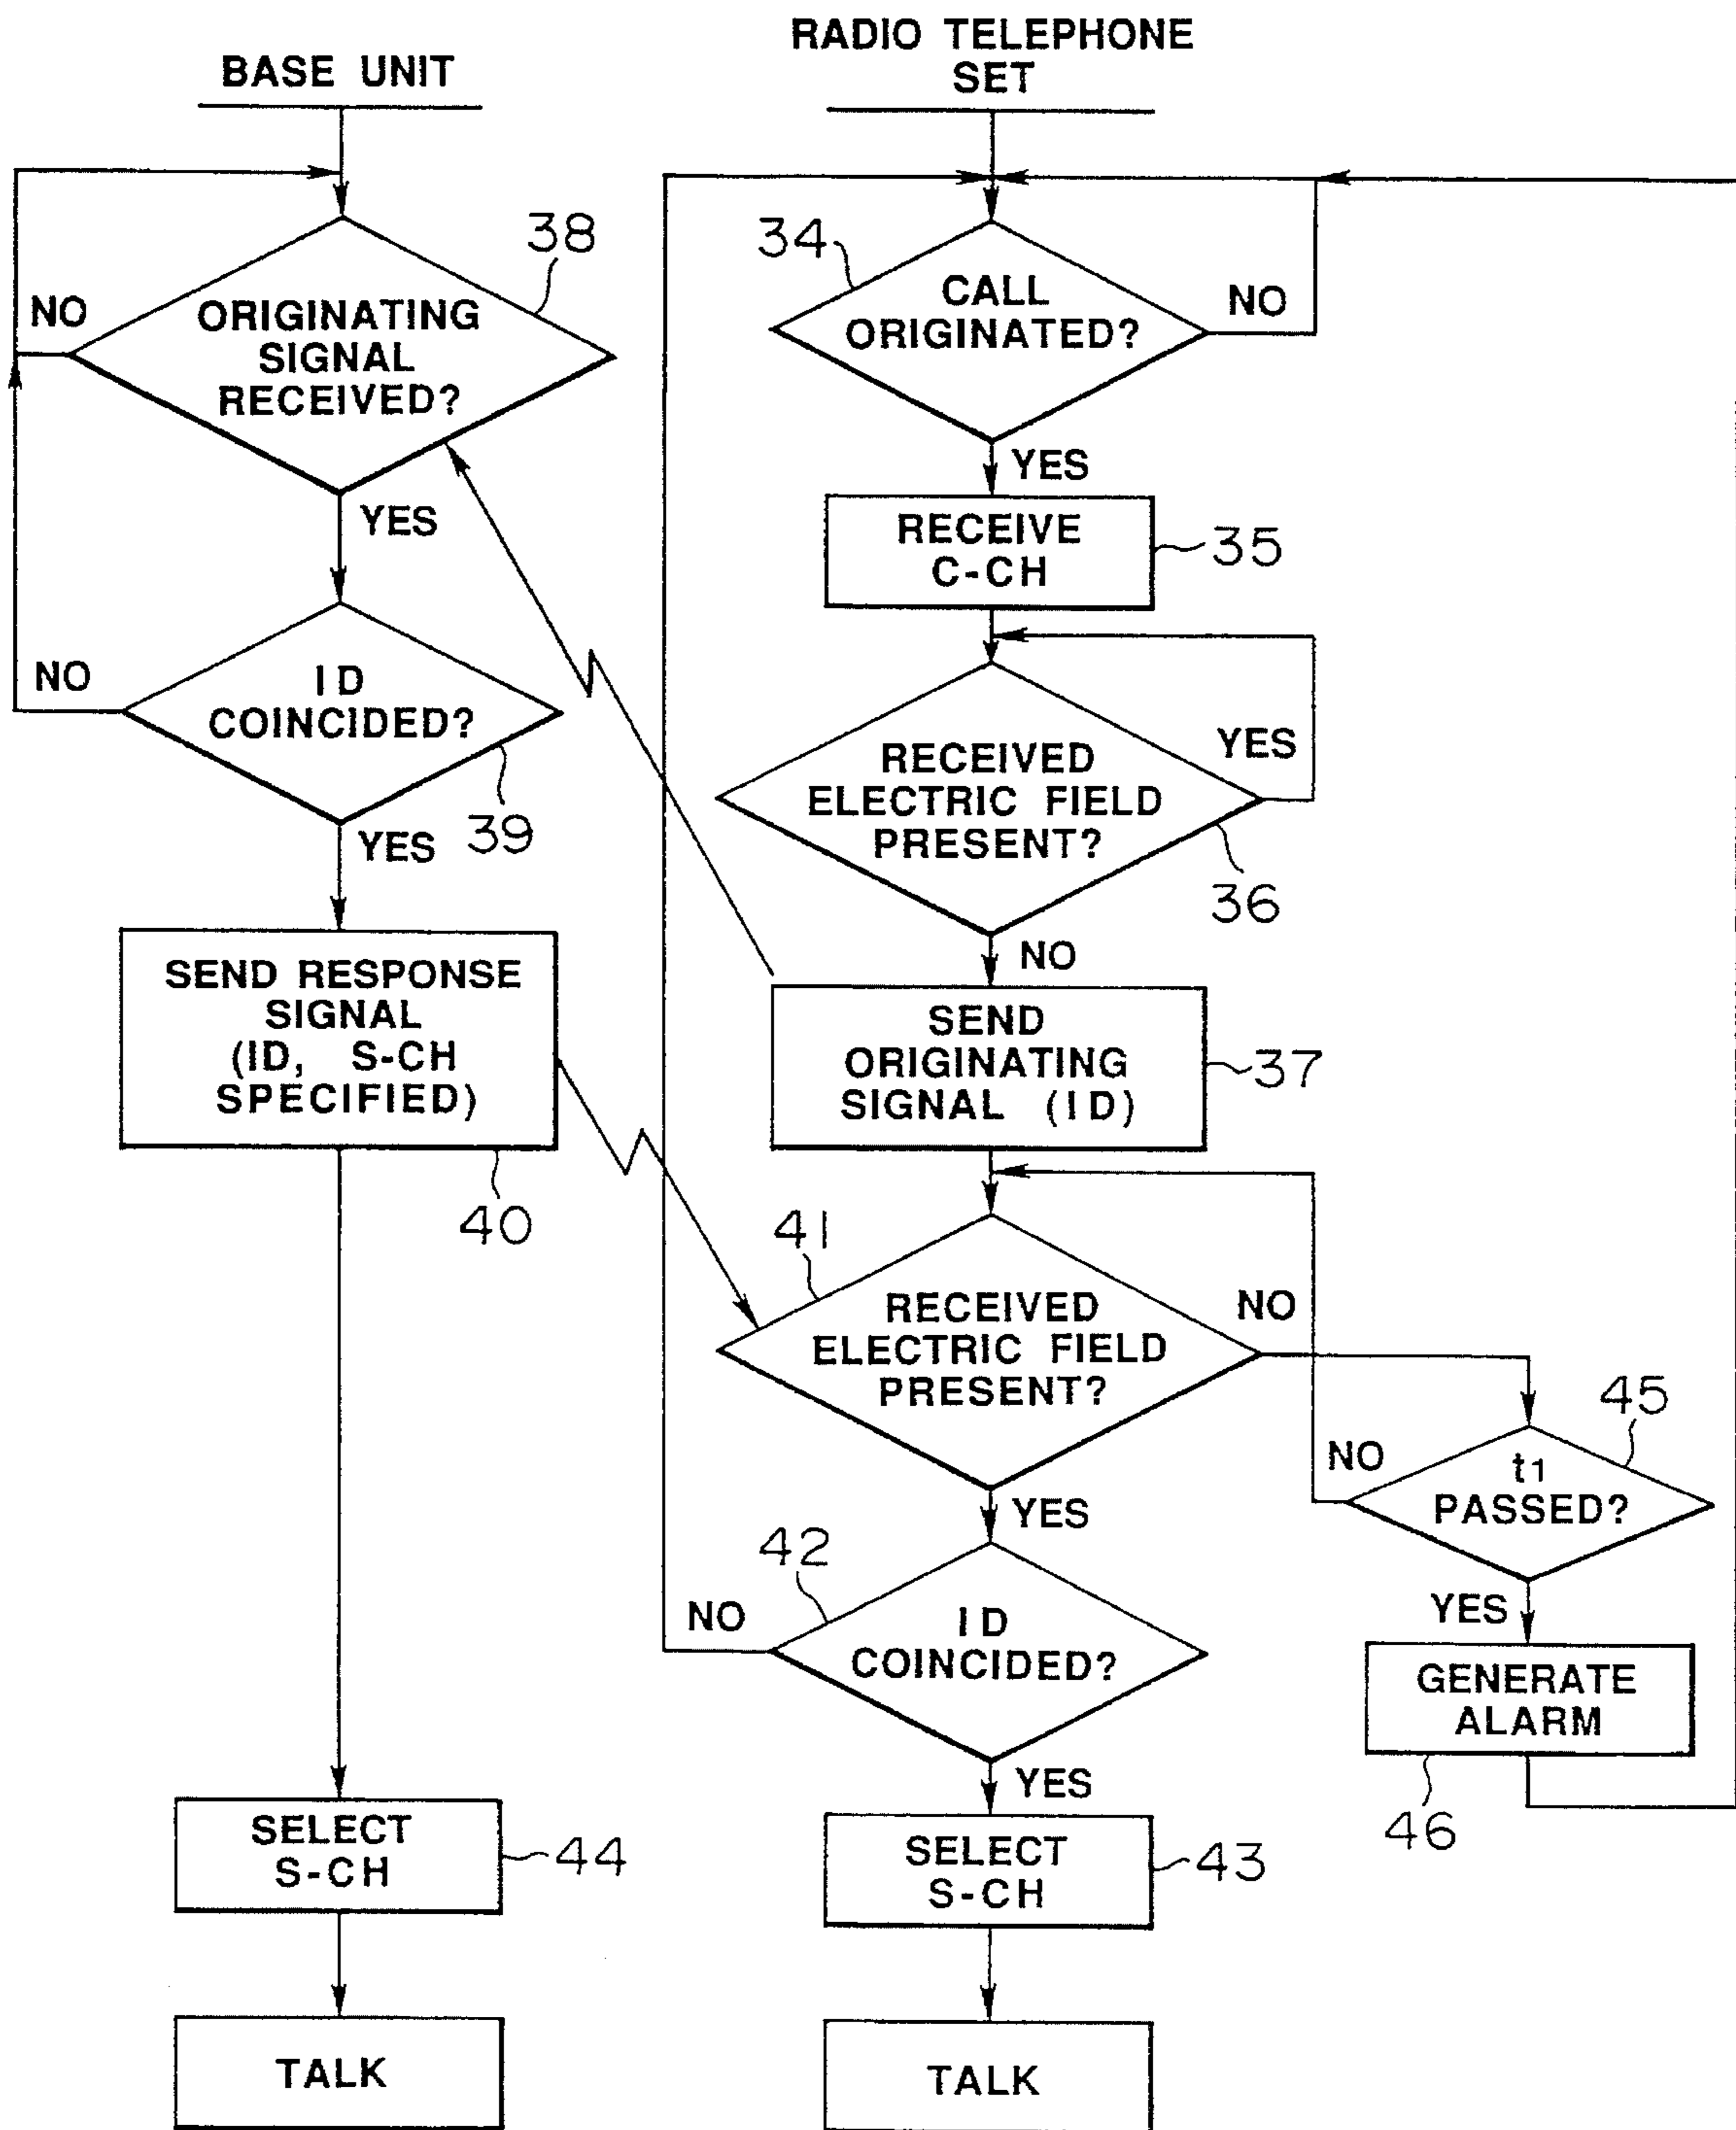 BASE UNIT
NO
38
ORIGINATING
SIGNAL
RECEIVED?
YES
NO
ID
COINCIDED?
39
YES
SEND RESPONSE
SIGNAL
(ID, S-CH
SPECIFIED)
40
SELECT
S-CH
44
TALK
RADIO TELEPHONE
SET
34
CALL
ORIGINATED?
NO
YES
RECEIVE
C-CH
35
RECEIVED
ELECTRIC FIELD
PRESENT?
YES
36
NO
SEND
ORIGINATING
SIGNAL (ID)
37
41
RECEIVED
ELECTRIC FIELD
PRESENT?
NO
YES
45
NO
t1
PASSED?
YES
GENERATE
ALARM
46
42
NO
ID
COINCIDED?
YES
SELECT
S-CH
43
TALK